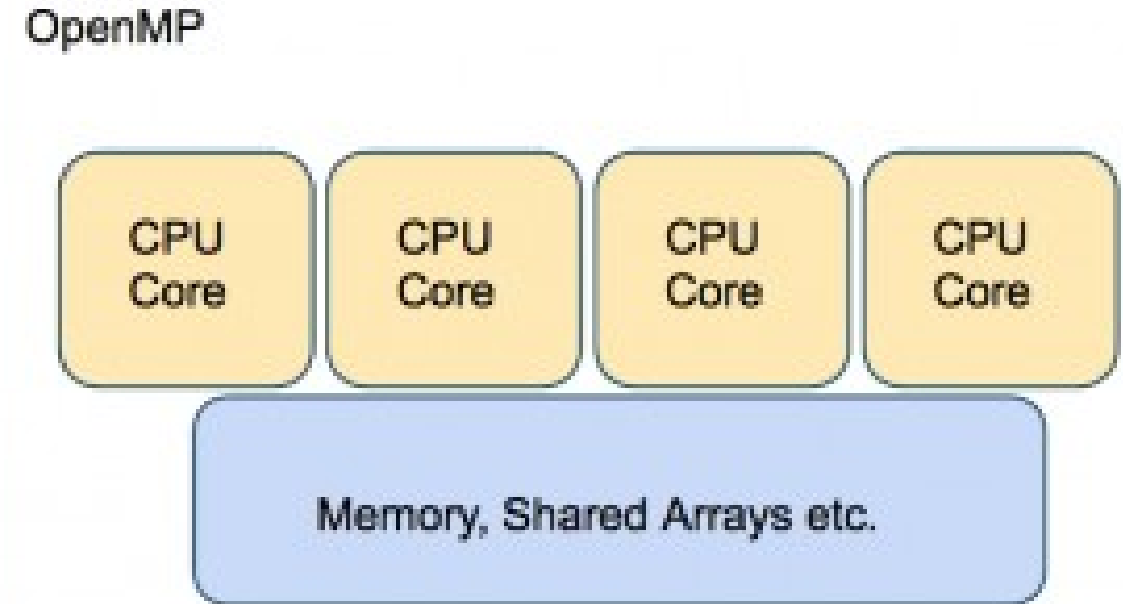 OpenMP
CPU
Core
CPU
Core
CPU
Core
CPU
Core
Memory, Shared Arrays etc.